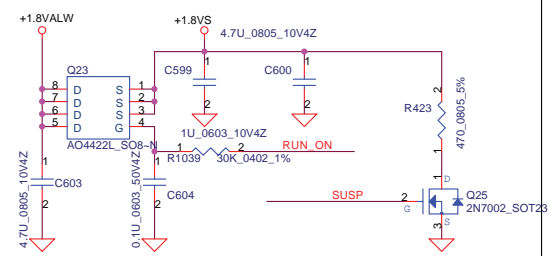 +1.8VALW
+1.8VS
4.7U_0805_10V4Z
Q23
8 D S 1
7 D S 2
6 D S 3
5 D G 4
AO4422L_SO8~N
1 C599 2
1 C600 2
2 R423 1
470_0805_5%
1U_0603_10V4Z
1 R1039 2
30K_0402_1%
RUN_ON
1 C603 2
4.7U_0805_10V4Z
1 C604 2
0.1U_0603_50V4Z
SUSP
2 G
1 D
3 S
Q25
2N7002_SOT23